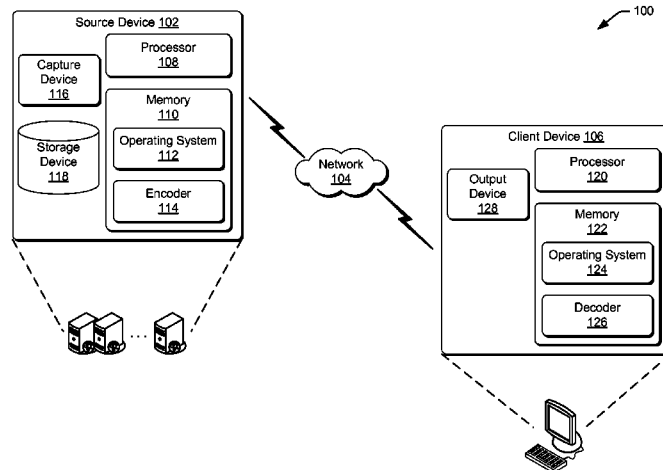 100
Source Device 102
Processor
108
Capture
Device
116
Memory
110
Operating System
112
Storage
Device
118
Encoder
114
Network
104
Client Device 106
Processor
120
Output
Device
128
Memory
122
Operating System
124
Decoder
126
...